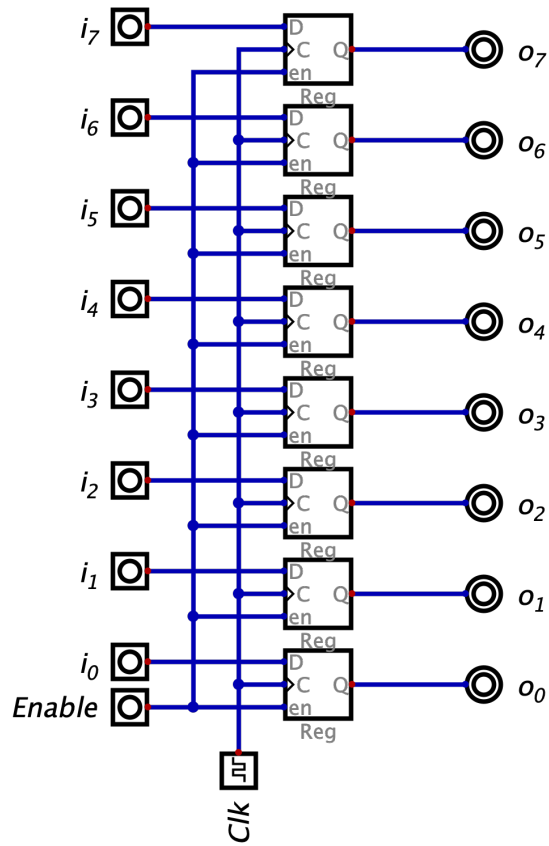 i7 D C Q en Reg o7
i6 D C Q en Reg o6
i5 D C Q en Reg o5
i4 D C Q en Reg o4
i3 D C Q en Reg o3
i2 D C Q en Reg o2
i1 D C Q en Reg o1
i0 D C Q o0
Enable en Reg
Clk